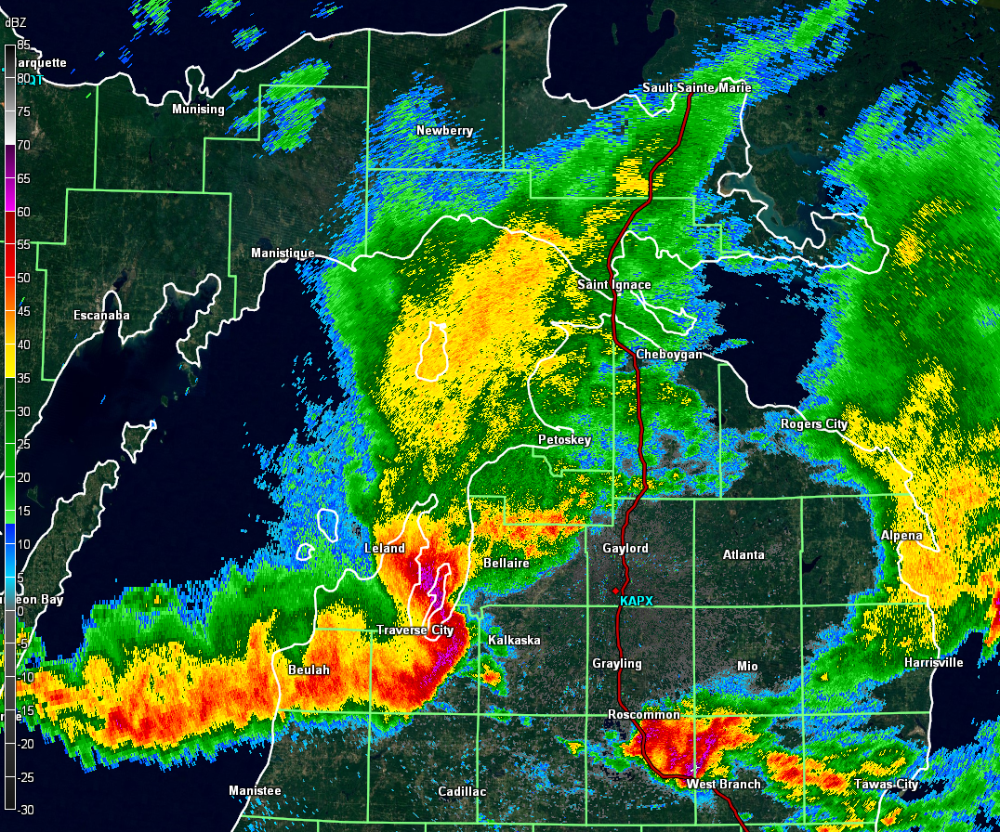 dBZ
85
80
75
70
65
60
55
50
45
40
35
30
25
20
15
10
5
0
-5
-10
-15
-20
-25
-30
arquette
Munising
Newberry
Sault Sainte Marie
Manistique
Escanaba
Saint Ignace
Cheboygan
Petoskey
Rogers City
Leland
Bellaire
Gaylord
Atlanta
Alpena
KAPX
eon Bay
Traverse City
Kalkaska
Beulah
Grayling
Mio
Harrisville
Roscommon
Manistee
Cadillac
West Branch
Tawas City